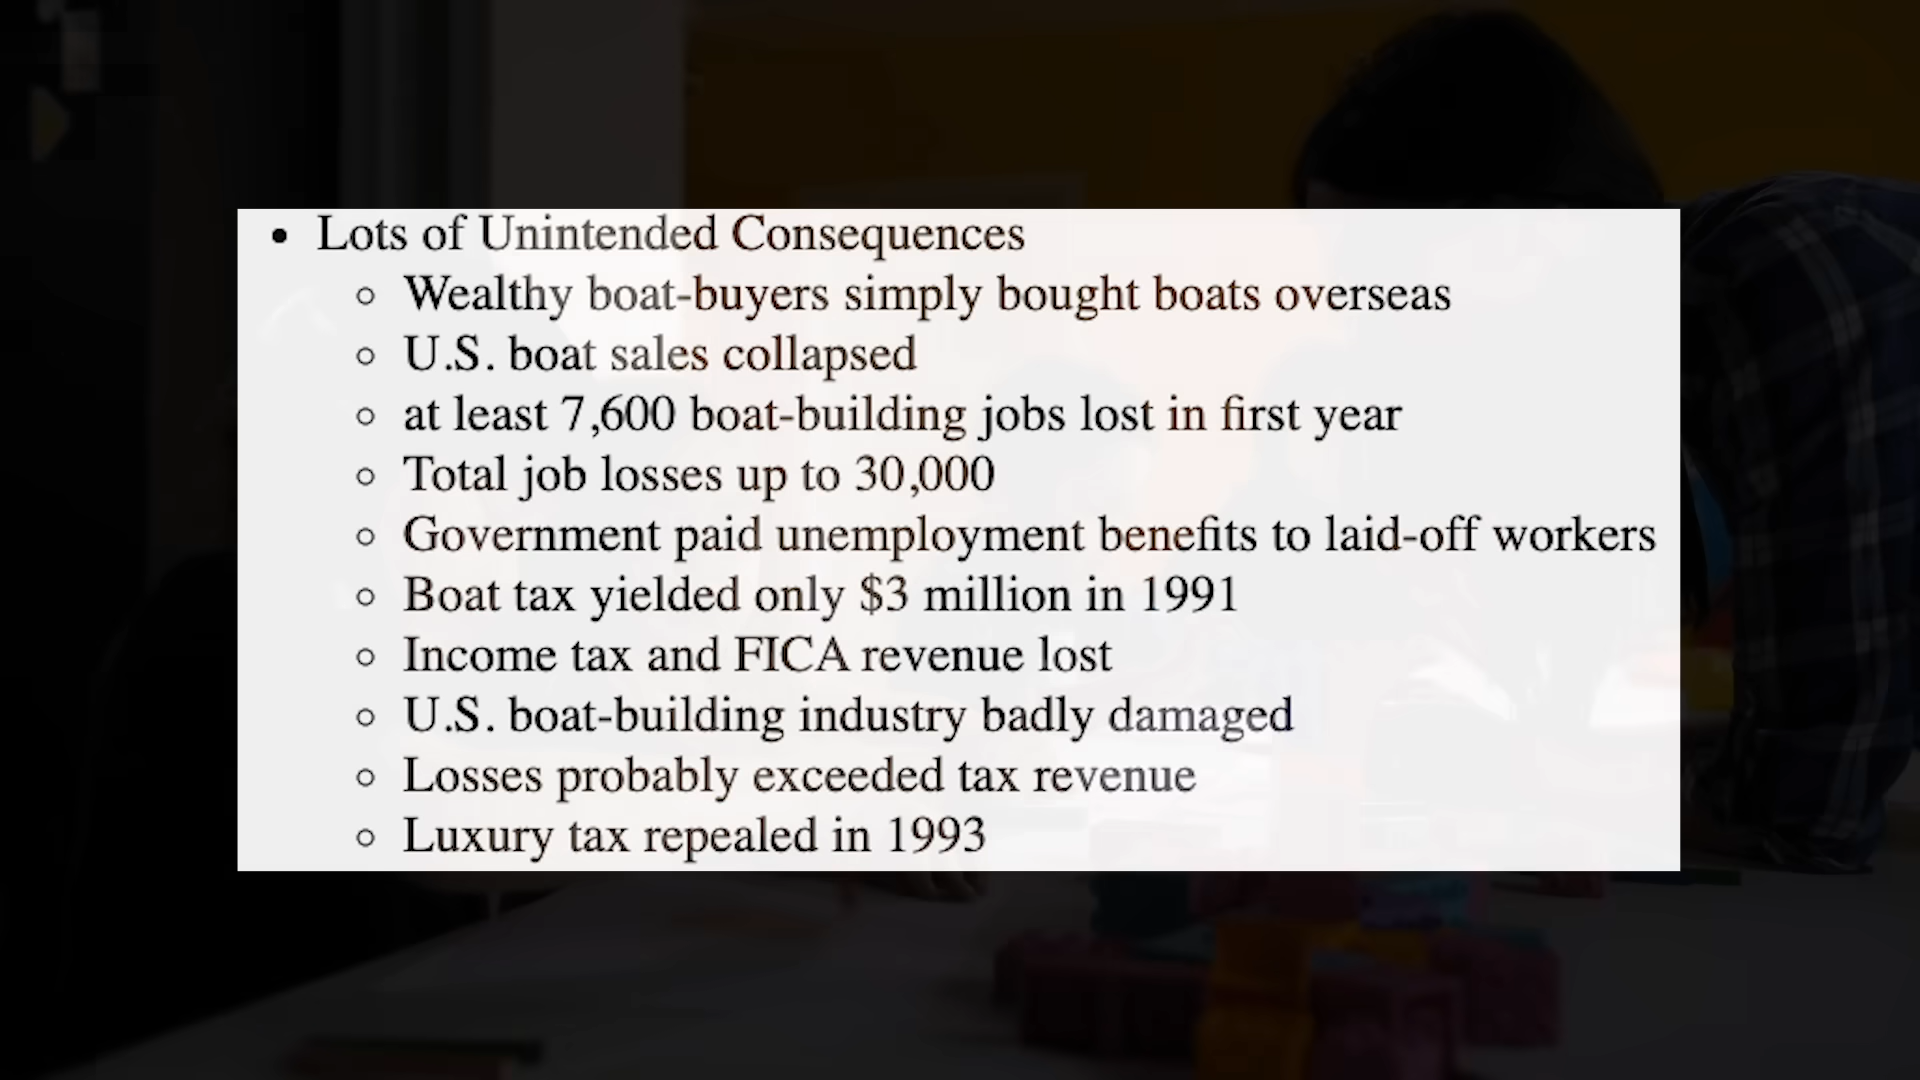 • Lots of Unintended Consequences
○ Wealthy boat-buyers simply bought boats overseas
○ U.S. boat sales collapsed
○ at least 7,600 boat-building jobs lost in first year
○ Total job losses up to 30,000
○ Government paid unemployment benefits to laid-off workers
○ Boat tax yielded only $3 million in 1991
○ Income tax and FICA revenue lost
○ U.S. boat-building industry badly damaged
○ Losses probably exceeded tax revenue
○ Luxury tax repealed in 1993